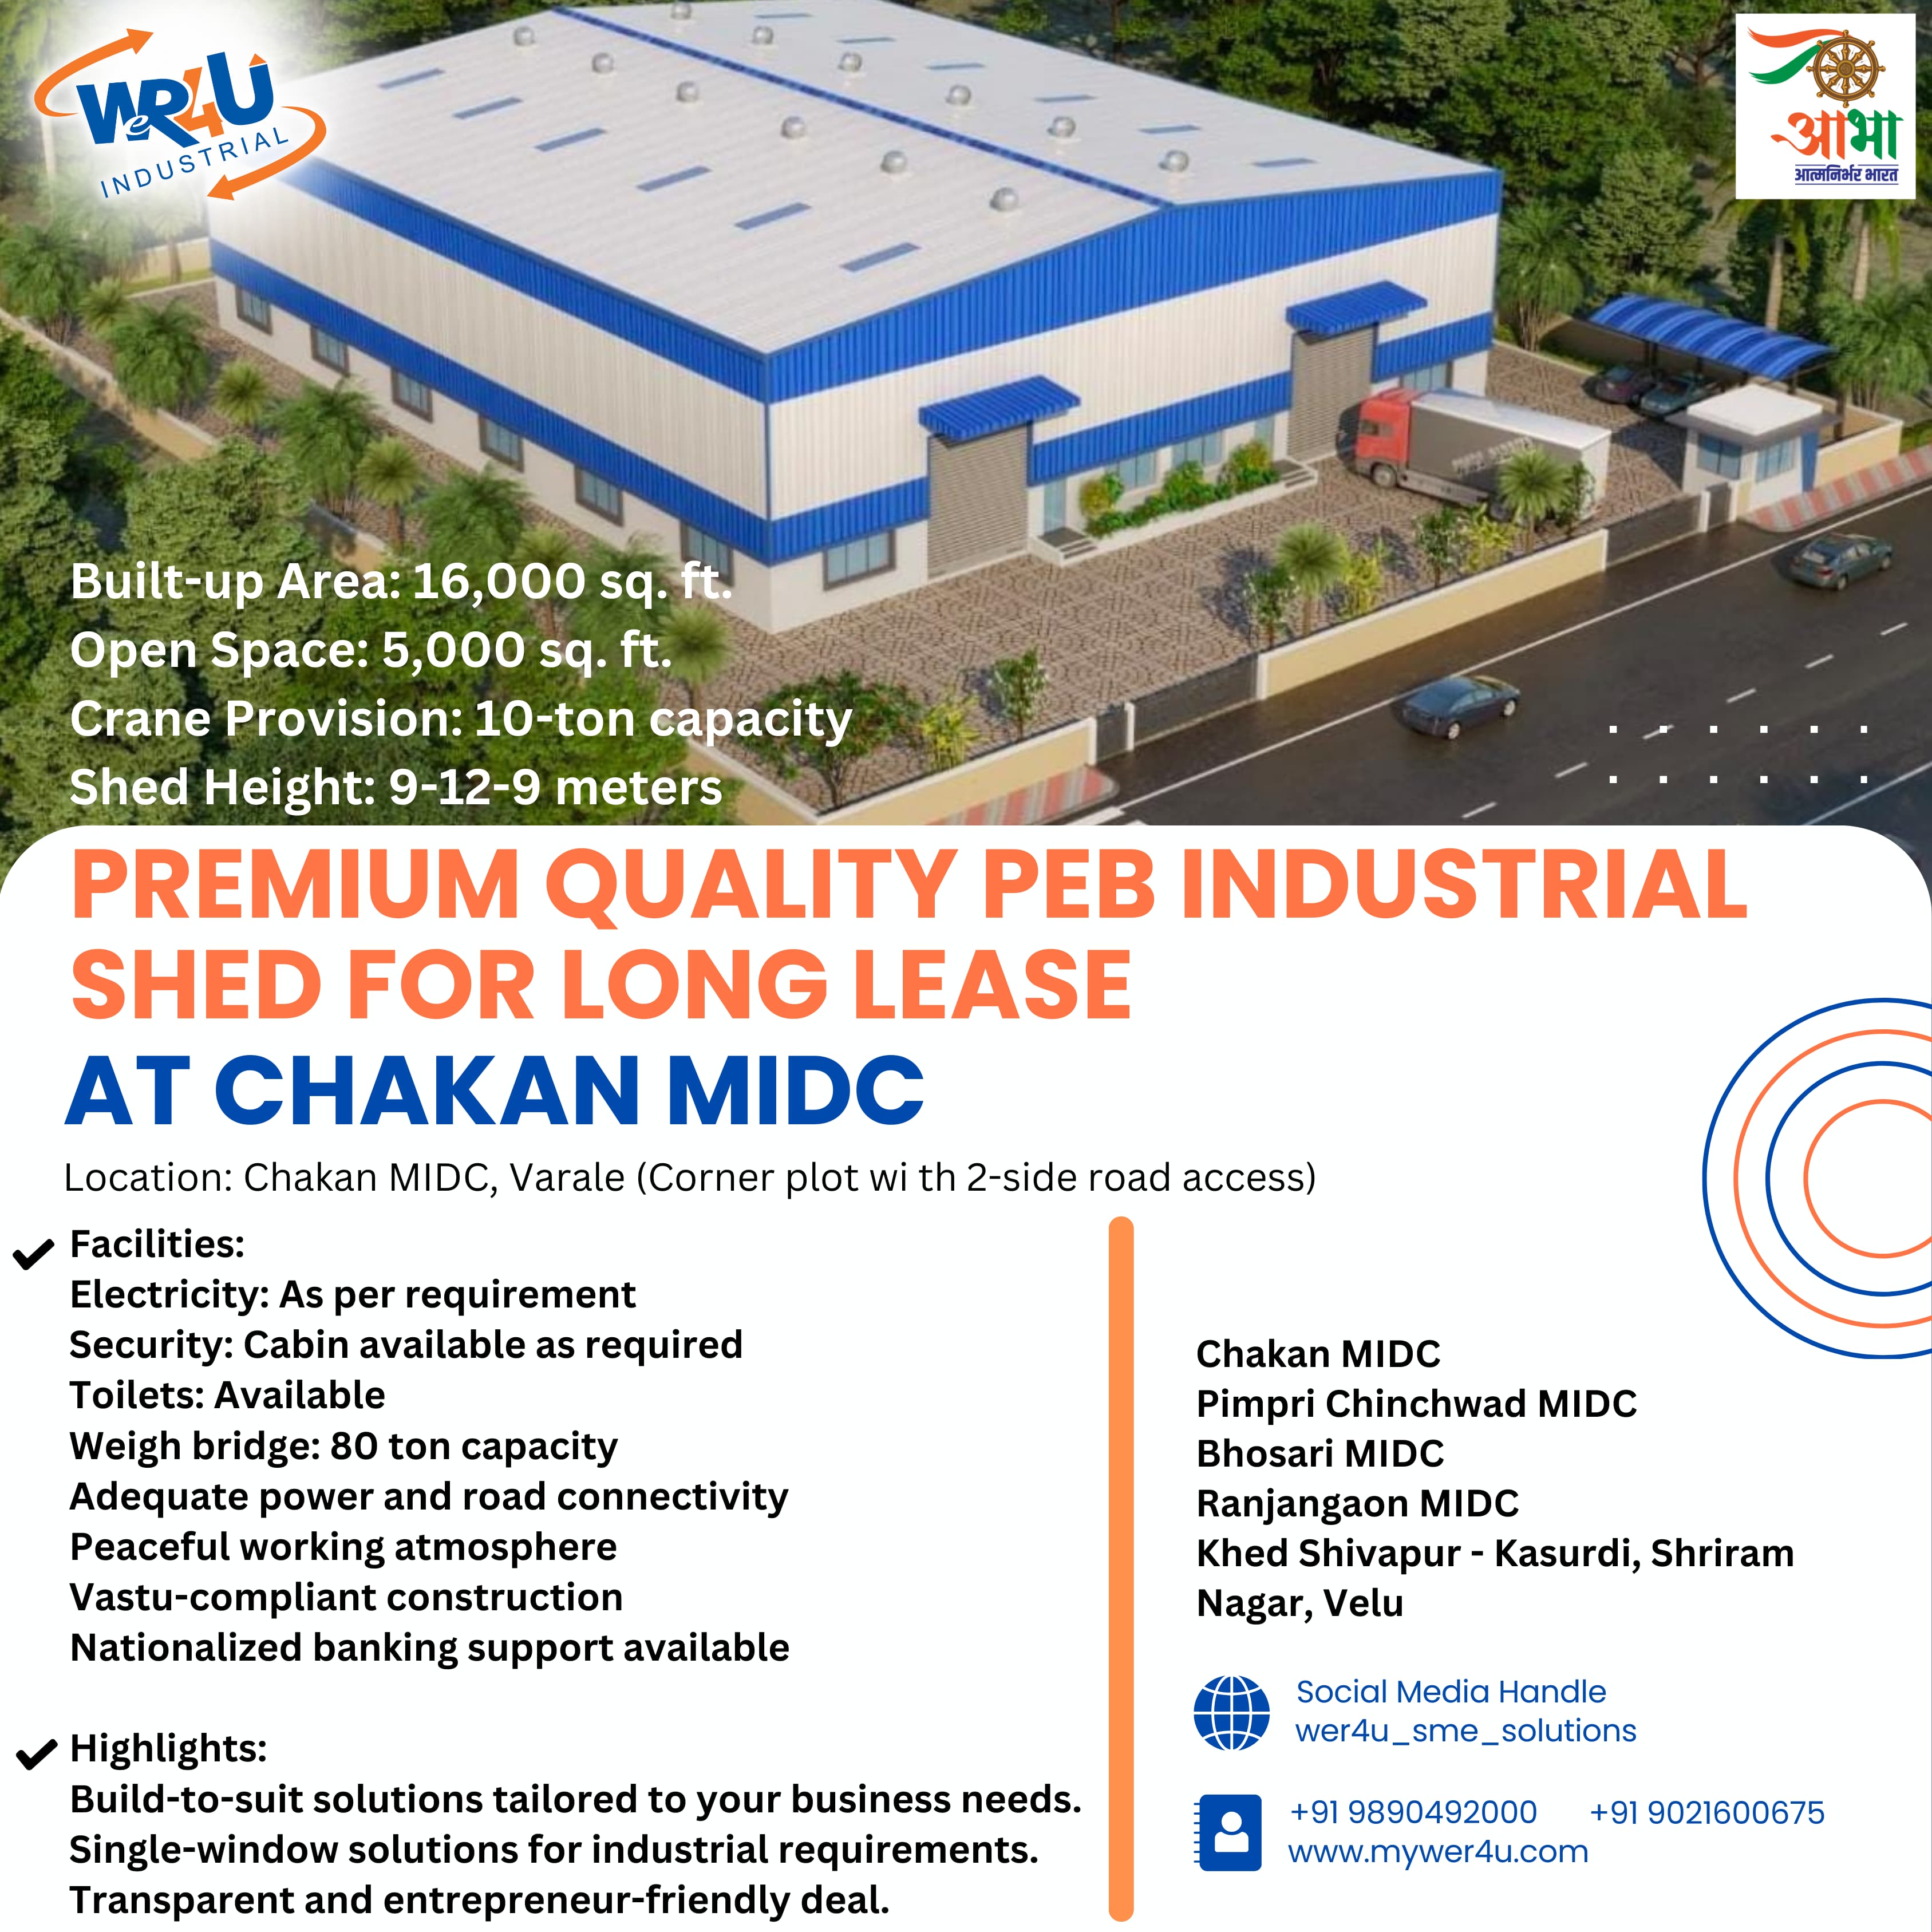 WeR4U
INDUSTRIAL
आभा
आत्मनिर्भर भारत
Built-up Area: 16,000 sq. ft.
Open Space: 5,000 sq. ft.
Crane Provision: 10-ton capacity
Shed Height: 9-12-9 meters
PREMIUM QUALITY PEB INDUSTRIAL
SHED FOR LONG LEASE
AT CHAKAN MIDC
Location: Chakan MIDC, Varale (Corner plot wi th 2-side road access)
Facilities:
Electricity: As per requirement
Security: Cabin available as required
Toilets: Available
Weigh bridge: 80 ton capacity
Adequate power and road connectivity
Peaceful working atmosphere
Vastu-compliant construction
Nationalized banking support available
Highlights:
Build-to-suit solutions tailored to your business needs.
Single-window solutions for industrial requirements.
Transparent and entrepreneur-friendly deal.
Chakan MIDC
Pimpri Chinchwad MIDC
Bhosari MIDC
Ranjangaon MIDC
Khed Shivapur - Kasurdi, Shriram
Nagar, Velu
Social Media Handle
wer4u_sme_solutions
+91 9890492000 +91 9021600675
www.mywer4u.com